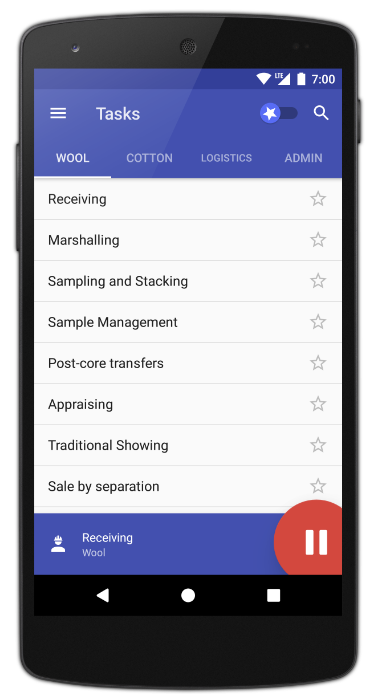 LTE 7:00
Tasks
WOOL COTTON LOGISTICS ADMIN
Receiving
Marshalling
Sampling and Stacking
Sample Management
Post-core transfers
Appraising
Traditional Showing
Sale by separation
Receiving
Wool